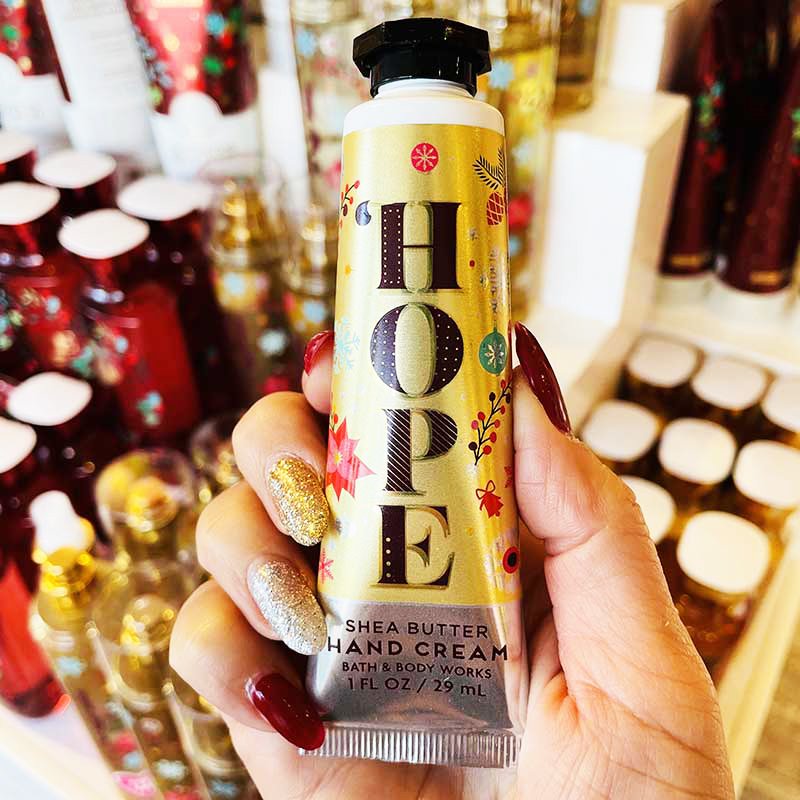 'HOPE
SHEA BUTTER
HAND CREAM
BATH & BODY WORKS
1 FL OZ / 29 mL